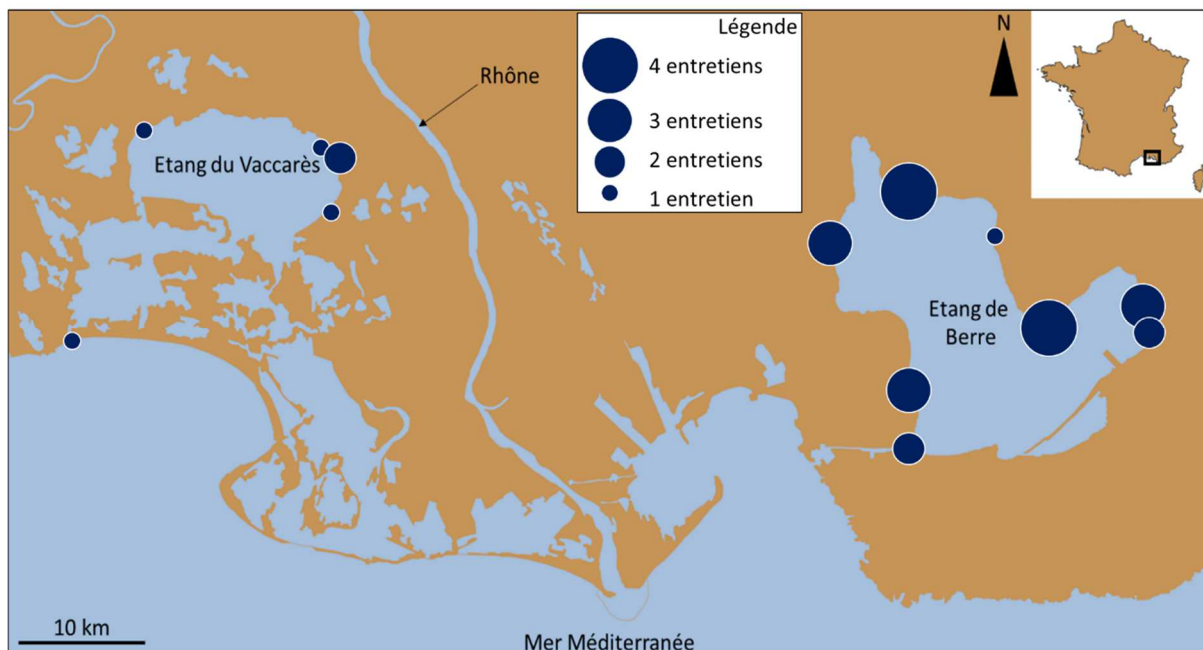 Légende
N
4 entretiens
Rhône
3 entretiens
Etang du Vaccarès
2 entretiens
1 entretien
Etang de
Berre
10 km
Mer Méditerranée